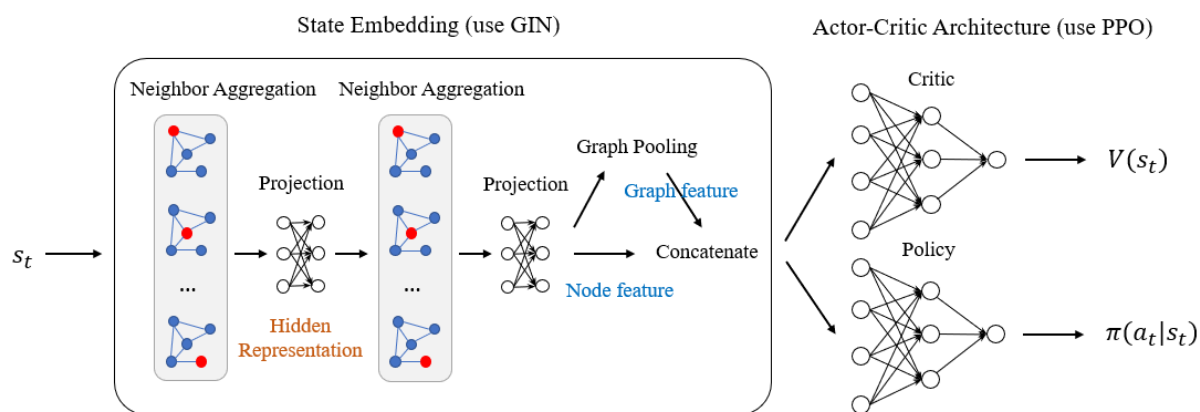 State Embedding (use GIN)
Actor-Critic Architecture (use PPO)
Neighbor Aggregation
Neighbor Aggregation
Critic
Graph Pooling
Projection
Projection
Graph feature
V(s_t)
s_t
Concatenate
Policy
...
...
Node feature
Hidden
Representation
π(a_t|s_t)